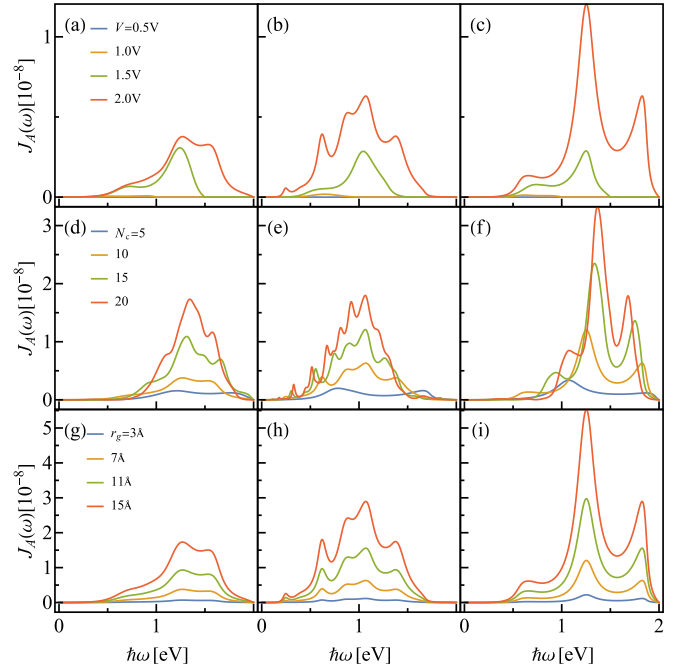 (a) V=0.5V
1.0V
1.5V
2.0V
(b)
(c)
1
0
J_A(ω)[10⁻⁸]
(d) N_c=5
10
15
20
(e)
(f)
3
2
1
0
J_A(ω)[10⁻⁸]
(g) r_g=3Å
7Å
11Å
15Å
(h)
(i)
5
4
3
2
1
0
J_A(ω)[10⁻⁸]
0 1 0 1 0 1 2
ħω [eV] ħω [eV] ħω [eV]